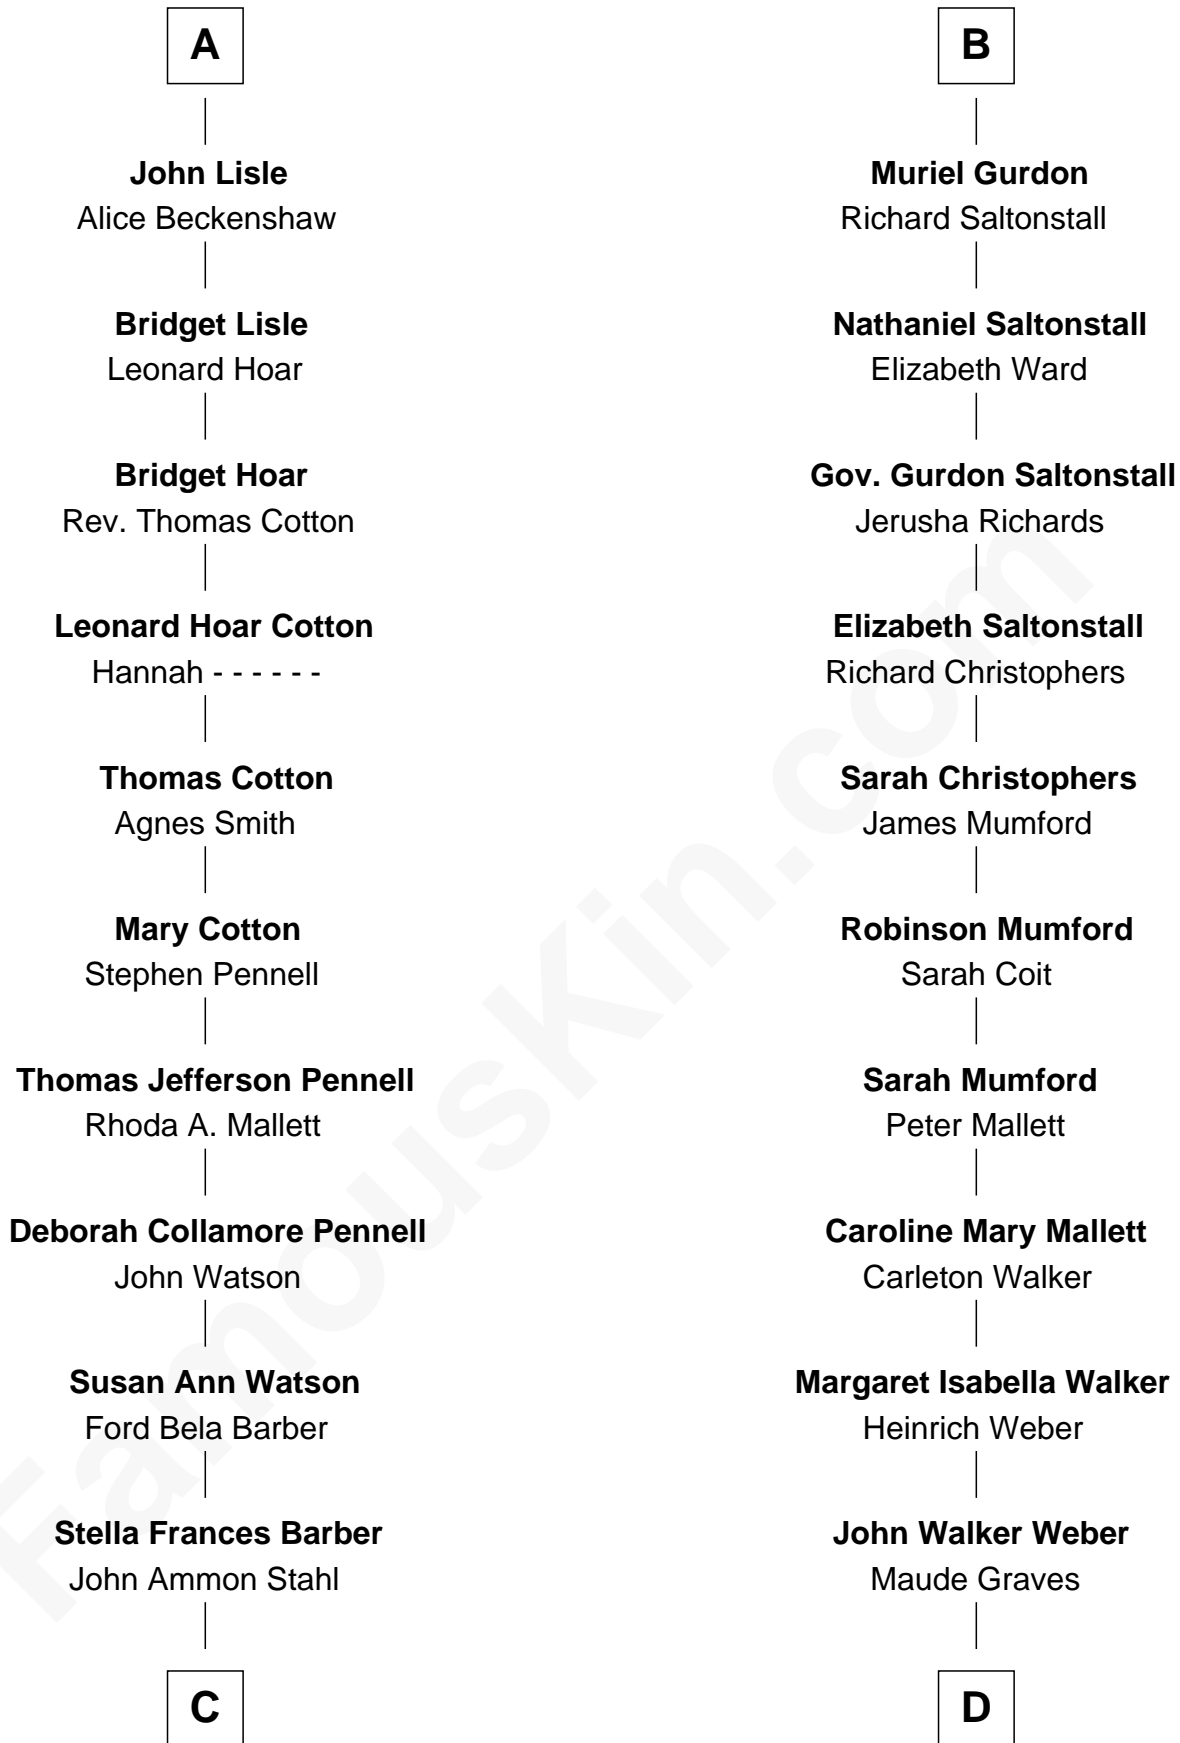 A
John Lisle
Alice Beckenshaw
Bridget Lisle
Leonard Hoar
Bridget Hoar
Rev. Thomas Cotton
Leonard Hoar Cotton
Hannah - - - - - -
Thomas Cotton
Agnes Smith
Mary Cotton
Stephen Pennell
Thomas Jefferson Pennell
Rhoda A. Mallett
Deborah Collamore Pennell
John Watson
Susan Ann Watson
Ford Bela Barber
Stella Frances Barber
John Ammon Stahl
C
B
Muriel Gurdon
Richard Saltonstall
Nathaniel Saltonstall
Elizabeth Ward
Gov. Gurdon Saltonstall
Jerusha Richards
Elizabeth Saltonstall
Richard Christophers
Sarah Christophers
James Mumford
Robinson Mumford
Sarah Coit
Sarah Mumford
Peter Mallett
Caroline Mary Mallett
Carleton Walker
Margaret Isabella Walker
Heinrich Weber
John Walker Weber
Maude Graves
D
FamousKin.com